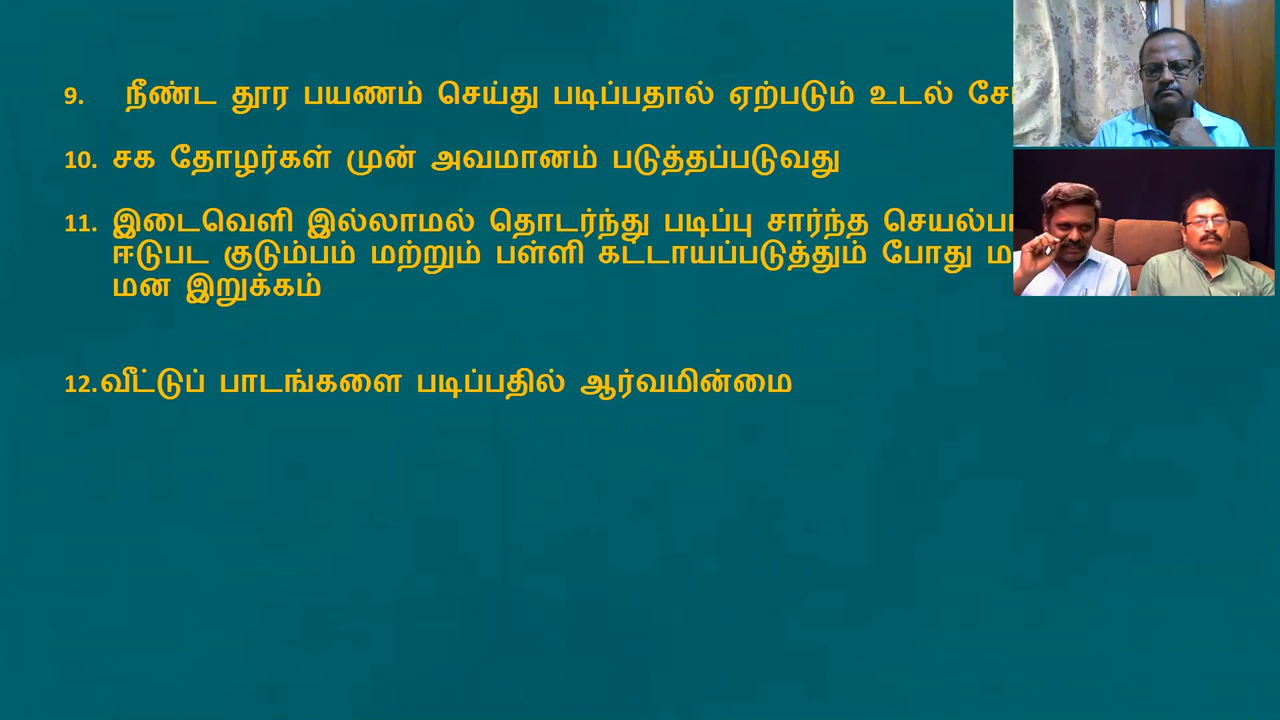 9. நீண்ட தூர பயணம் செய்து படிப்பதால் ஏற்படும் உடல்
10. சக தோழர்கள் முன் அவமானம் படுத்தப்படுவது
11. இடைவெளி இல்லாமல் தொடர்ந்து படிப்பு சார்ந்த
ஈடுபட குடும்பம் மற்றும் பள்ளி கட்டாயப்படுத்தும் போது
மன இறுக்கம்
12.வீட்டுப் பாடங்களை படிப்பதில் ஆர்வமின்மை